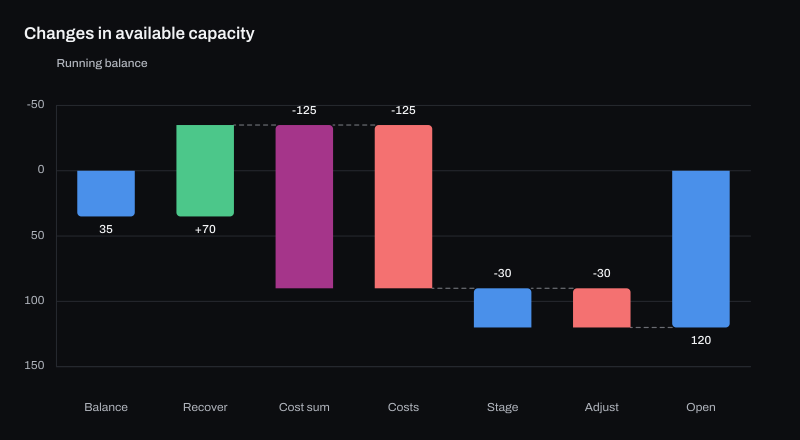 Changes in available capacity
Running balance
-50
0
50
100
150
35
+70
-125
-125
-30
-30
120
Balance
Recover
Cost sum
Costs
Stage
Adjust
Open